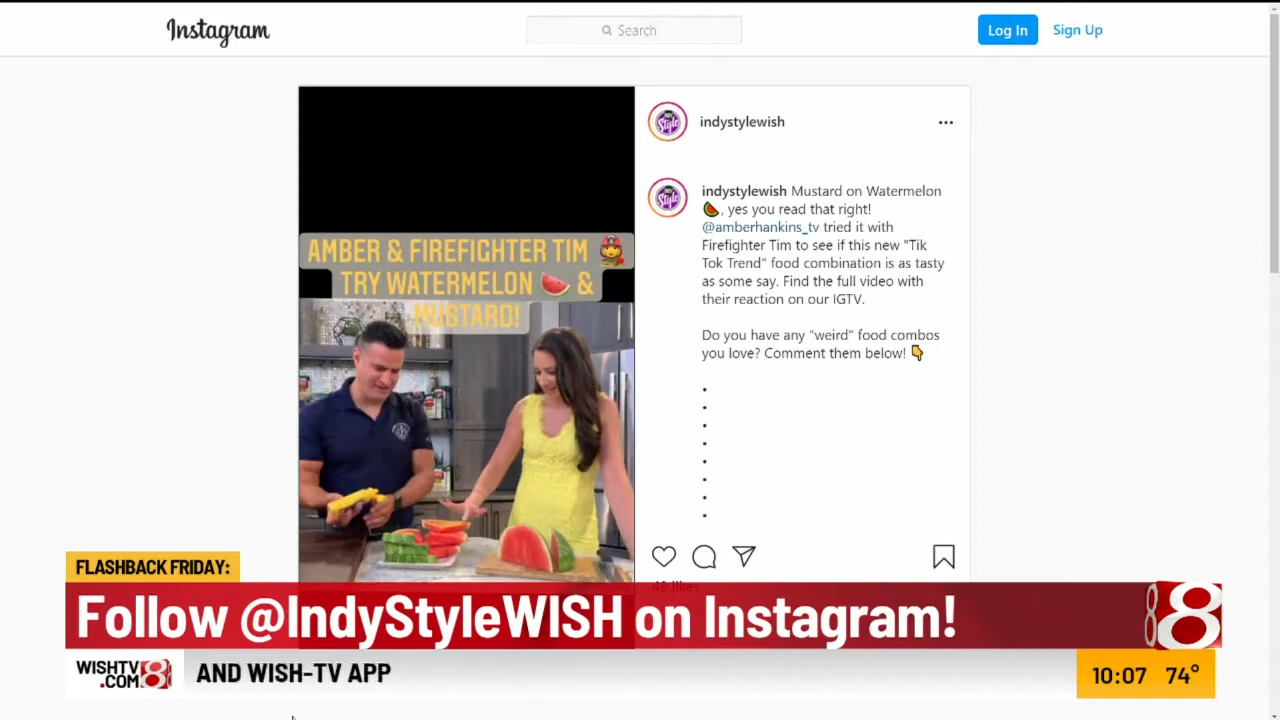 Instagram
Search
Log In
Sign Up
AMBER & FIREFIGHTER TIM 🧑‍🚒
TRY WATERMELON 🍉 &
MUSTARD!
Style
indystylewish
...
Style
indystylewish Mustard on Watermelon
🍉, yes you read that right!
@amberhankins_tv tried it with
Firefighter Tim to see if this new "Tik
Tok Trend" food combination is as tasty
as some say. Find the full video with
their reaction on our IGTV.
Do you have any "weird" food combos
you love? Comment them below! 👇
•
•
•
•
•
•
•
•
49 likes
FLASHBACK FRIDAY:
Follow @IndyStyleWISH on Instagram!
8
WISHTV
.COM 8
AND WISH-TV APP
10:07 74°